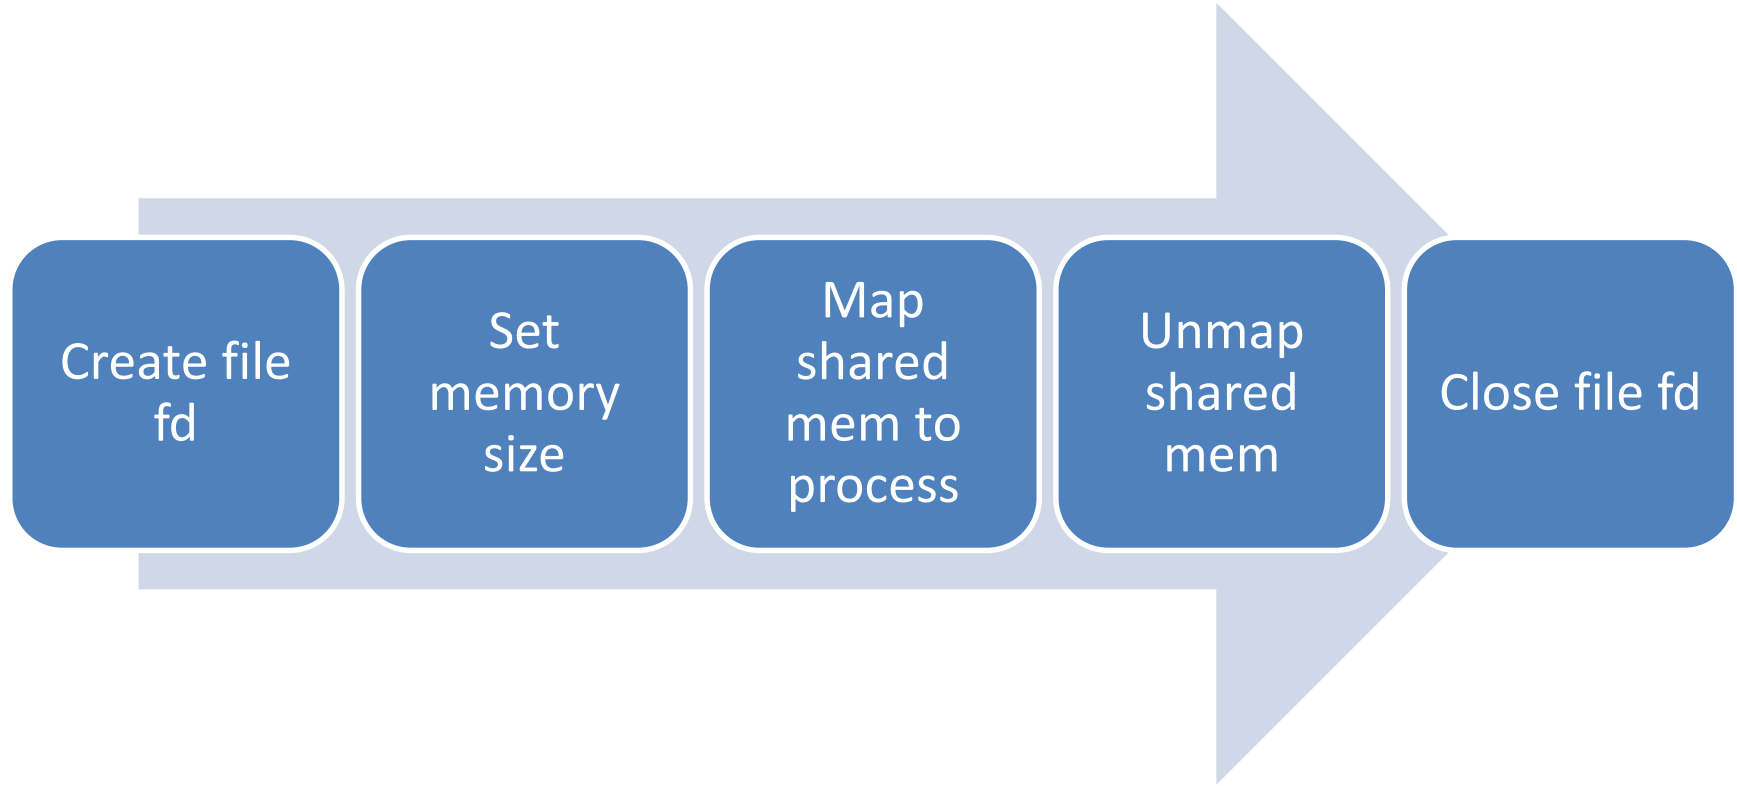 Create file
fd
Set
memory
size
Map
shared
mem to
process
Unmap
shared
mem
Close file fd